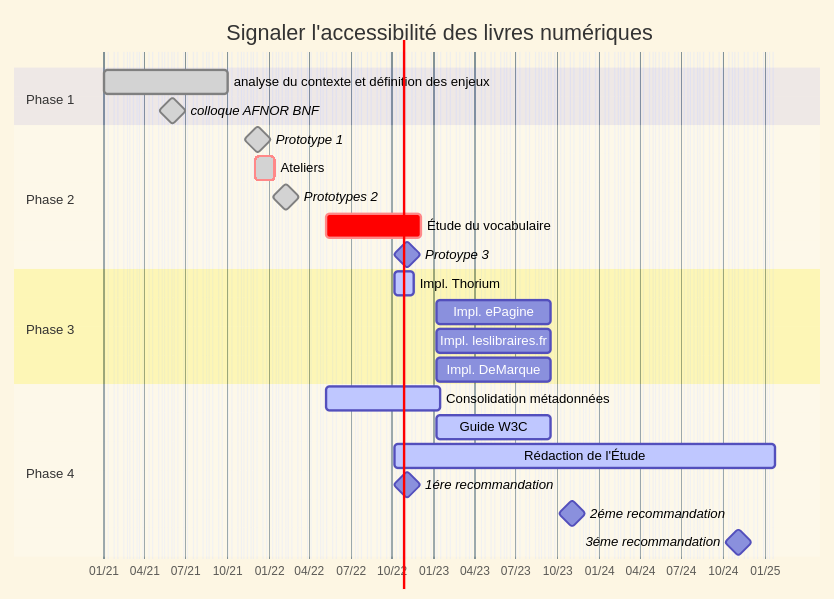 Signaler l'accessibilité des livres numériques
Phase 1
analyse du contexte et définition des enjeux
colloque AFNOR BNF
Phase 2
Prototype 1
Ateliers
Prototypes 2
Étude du vocabulaire
Protoype 3
Phase 3
Impl. Thorium
Impl. ePagine
Impl. leslibraires.fr
Impl. DeMarque
Phase 4
Consolidation métadonnées
Guide W3C
Rédaction de l'Étude
1ére recommandation
2éme recommandation
3éme recommandation
01/21 04/21 07/21 10/21 01/22 04/22 07/22 10/22 01/23 04/23 07/23 10/23 01/24 04/24 07/24 10/24 01/25